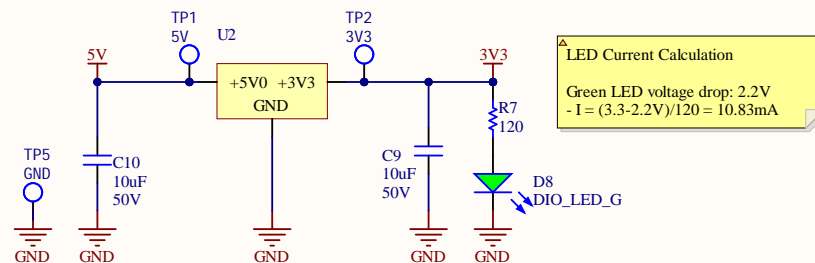 TP1
5V
U2
TP2
3V3
5V
3V3
+5V0 +3V3
GND
R7
120
C10
10uF
50V
C9
10uF
50V
TP5
GND
D8
DIO_LED_G
GND
GND
GND
GND
GND
LED Current Calculation
Green LED voltage drop: 2.2V
- I = (3.3-2.2V)/120 = 10.83mA